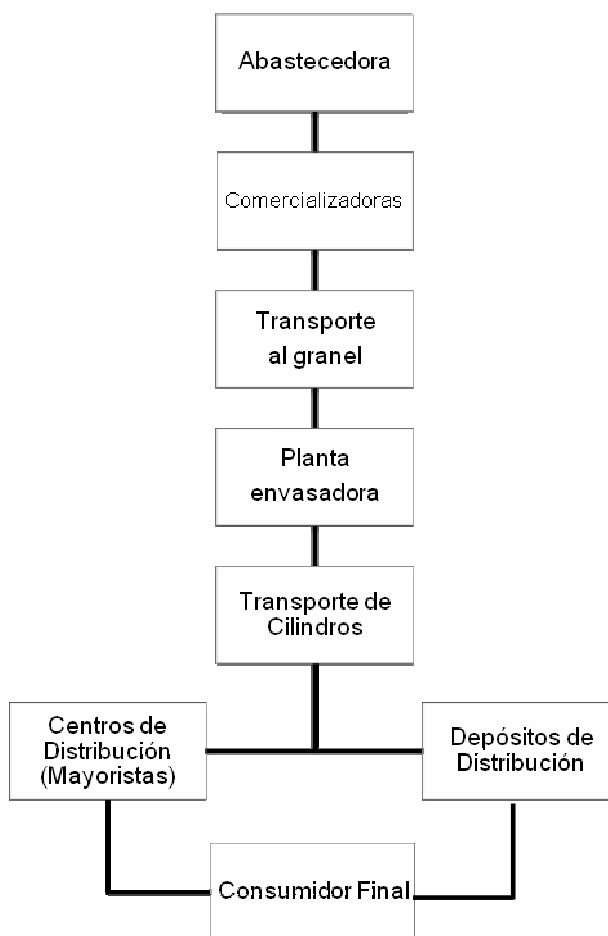 Abastecedora
Comercializadoras
Transporte
al granel
Planta
envasadora
Transporte de
Cilindros
Centros de
Distribución
(Mayoristas)
Depósitos de
Distribución
Consumidor Final